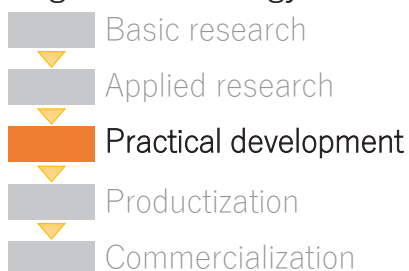 Basic research
Applied research
Practical development
Productization
Commercialization